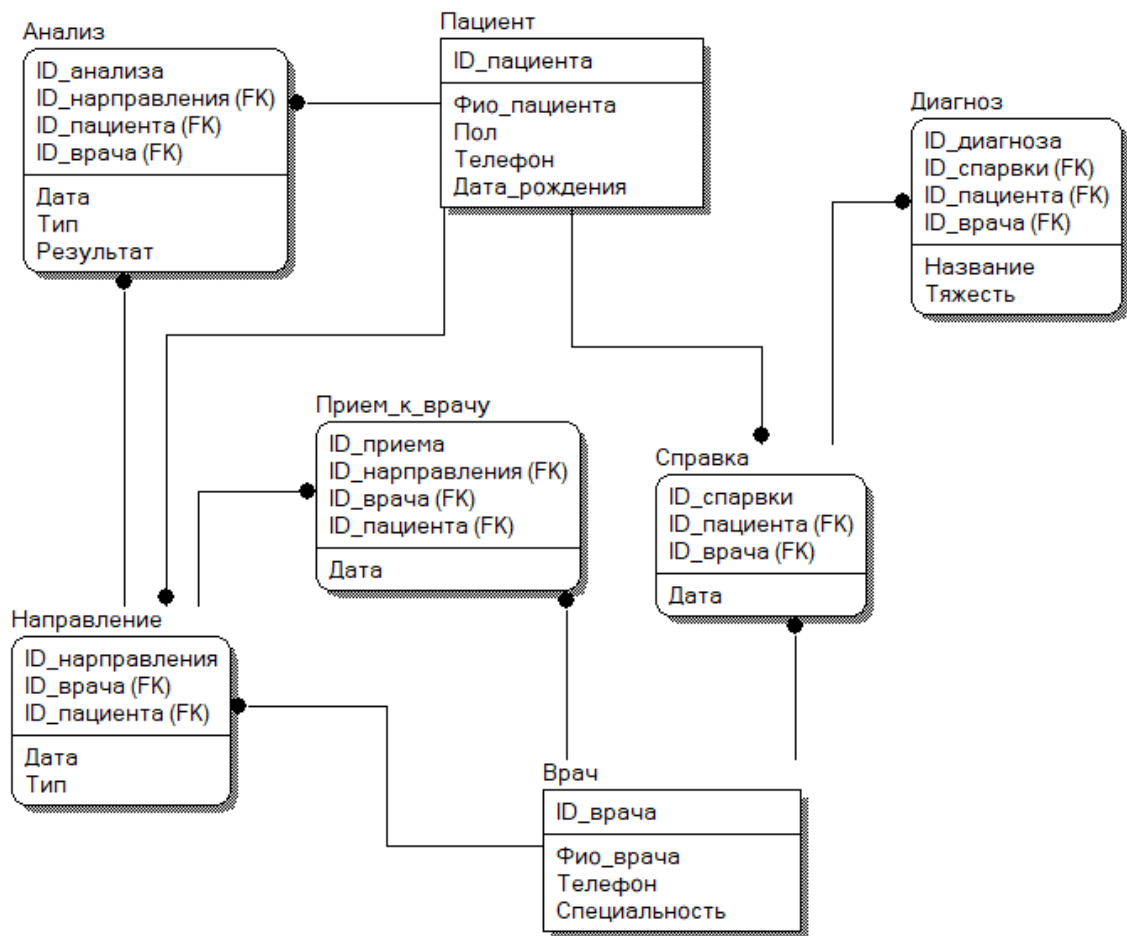 Анализ
ID_анализа
ID_нарправления (FK)
ID_пациента (FK)
ID_врача (FK)
Дата
Тип
Результат
Пациент
ID_пациента
Фио_пациента
Пол
Телефон
Дата_рождения
Диагноз
ID_диагноза
ID_спарвки (FK)
ID_пациента (FK)
ID_врача (FK)
Название
Тяжесть
Прием_к_врачу
ID_приема
ID_нарправления (FK)
ID_врача (FK)
ID_пациента (FK)
Дата
Справка
ID_спарвки
ID_пациента (FK)
ID_врача (FK)
Дата
Направление
ID_нарправления
ID_врача (FK)
ID_пациента (FK)
Дата
Тип
Врач
ID_врача
Фио_врача
Телефон
Специальность